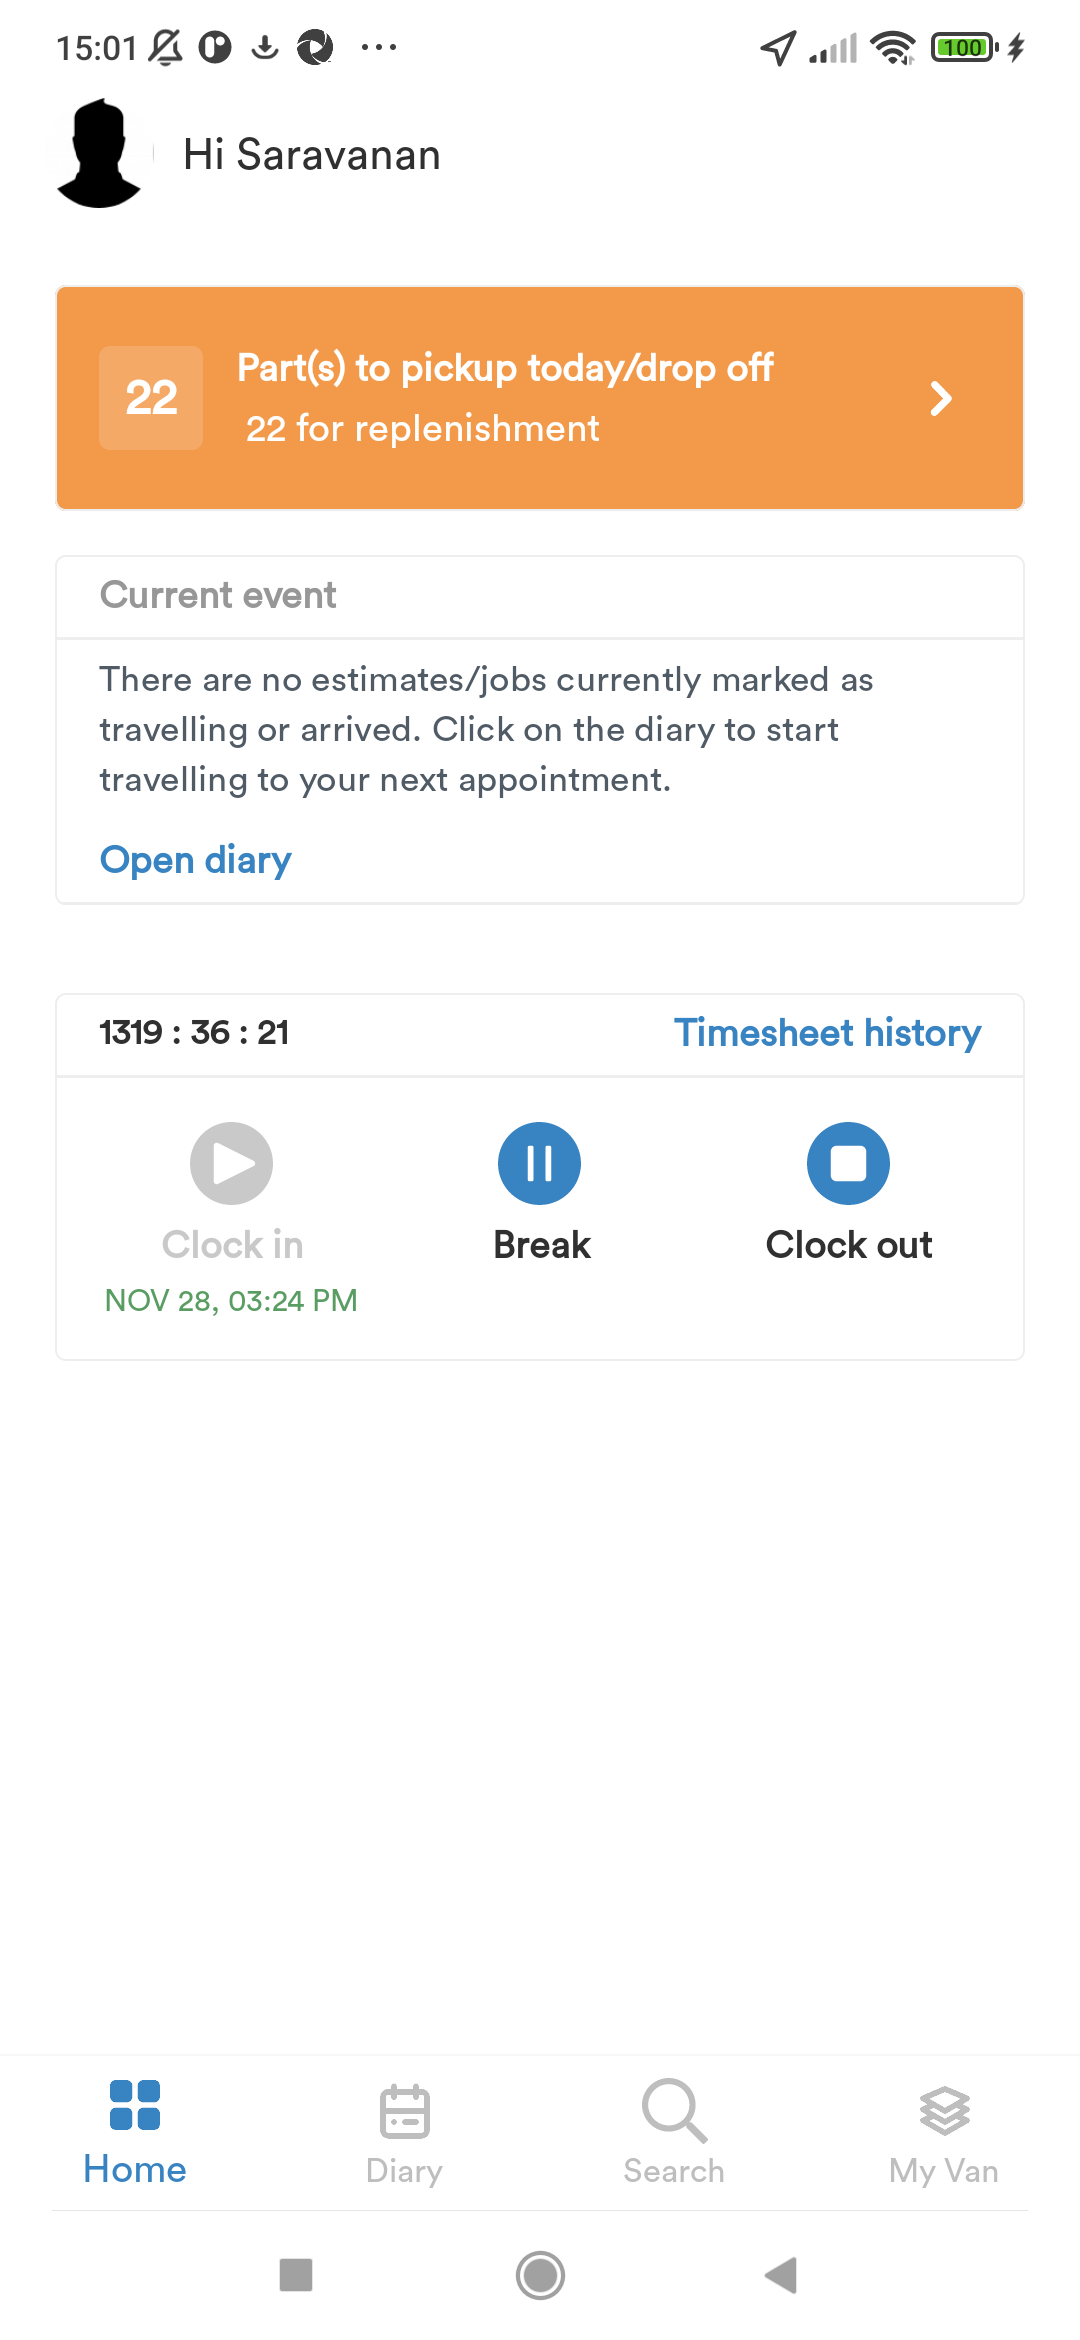 15:01
100
Hi Saravanan
22
Part(s) to pickup today/drop off
22 for replenishment
Current event
There are no estimates/jobs currently marked as
travelling or arrived. Click on the diary to start
travelling to your next appointment.
Open diary
1319 : 36 : 21
Timesheet history
Clock in
Break
Clock out
NOV 28, 03:24 PM
Home
Diary
Search
My Van